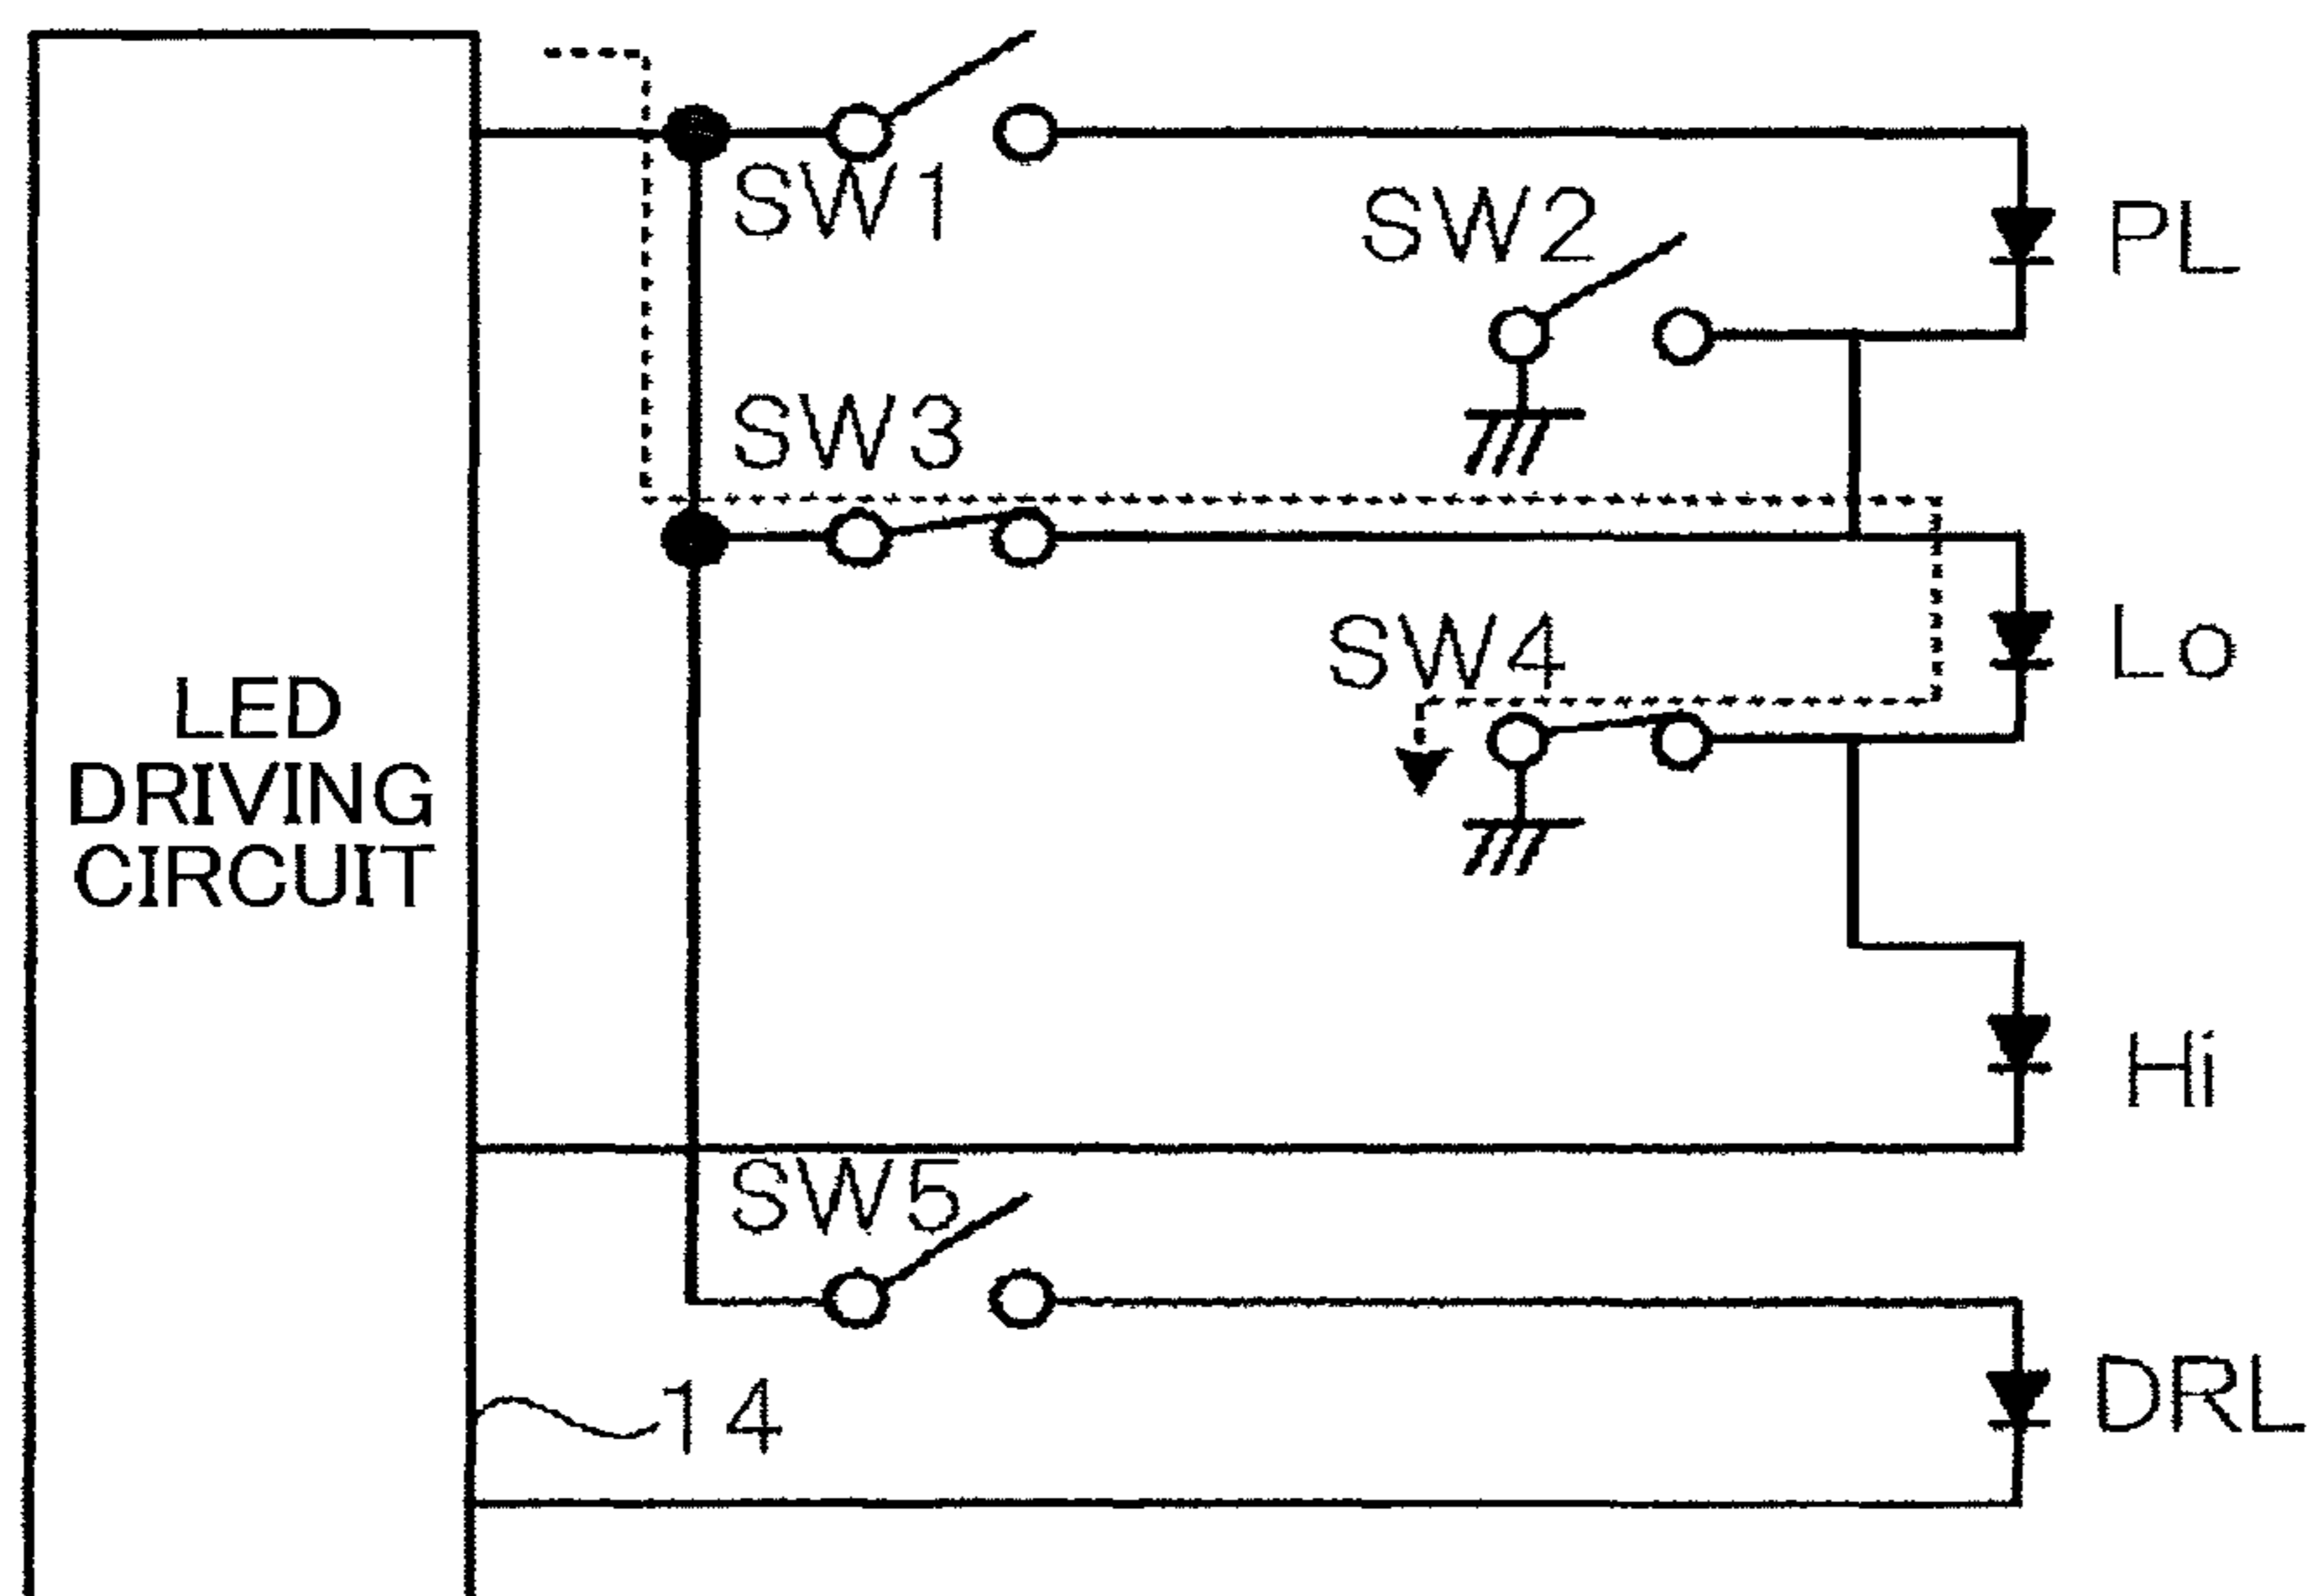 SW1
SW2
PL
SW3
SW4
Lo
LED
DRIVING
CIRCUIT
Hi
SW5
14
DRL